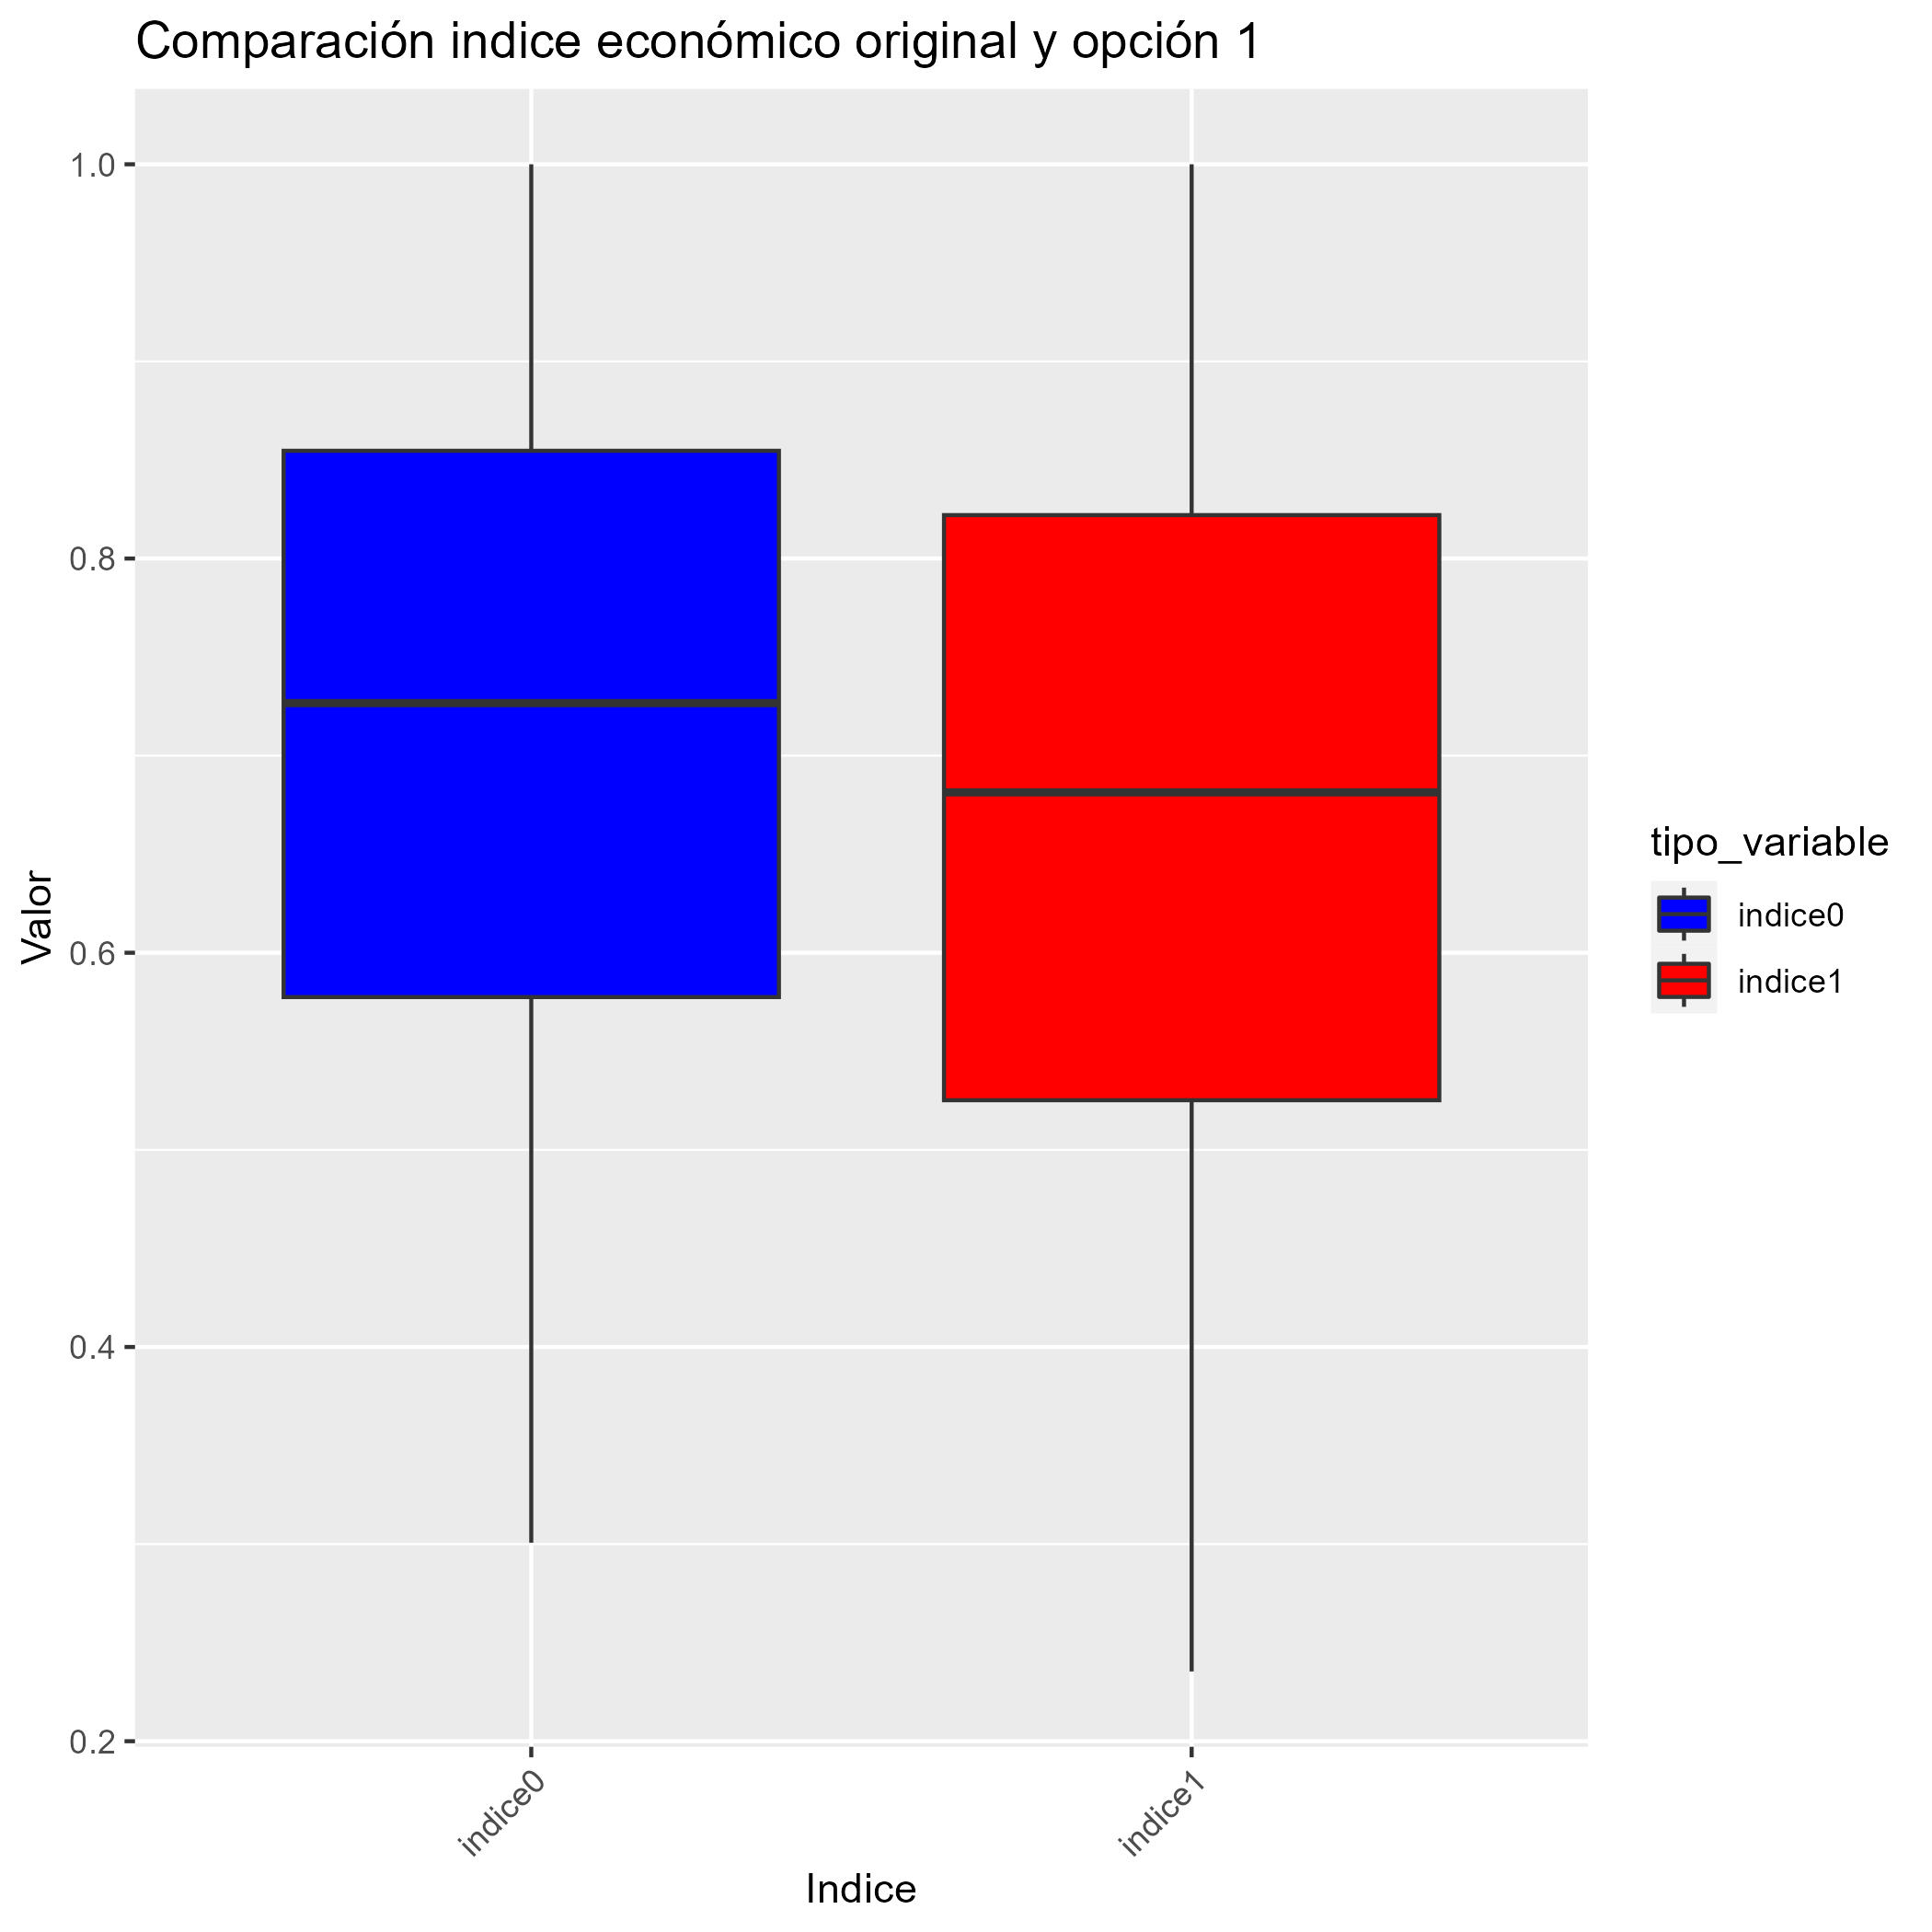 Comparación indice económico original y opción 1
Valor
1.0
0.8
0.6
0.4
0.2
indice0
indice1
Indice
tipo_variable
indice0
indice1